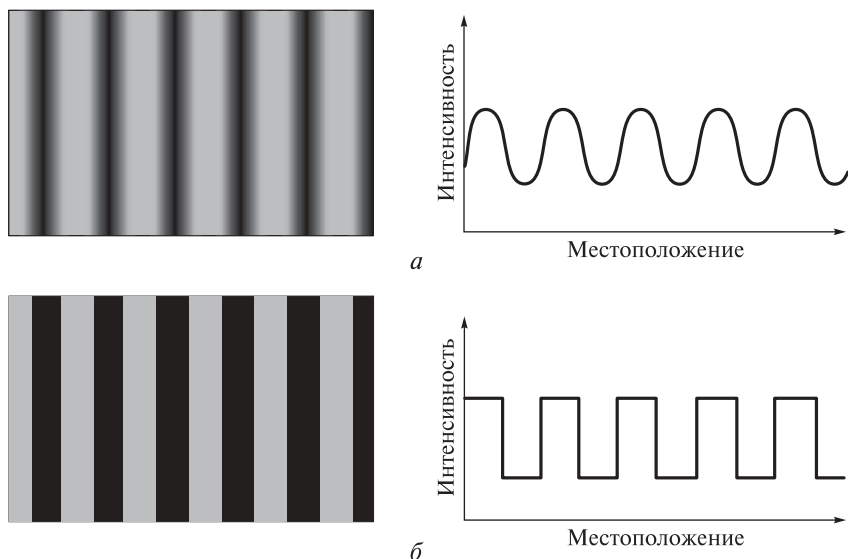 Интенсивность
Местоположение
а
Интенсивность
Местоположение
б